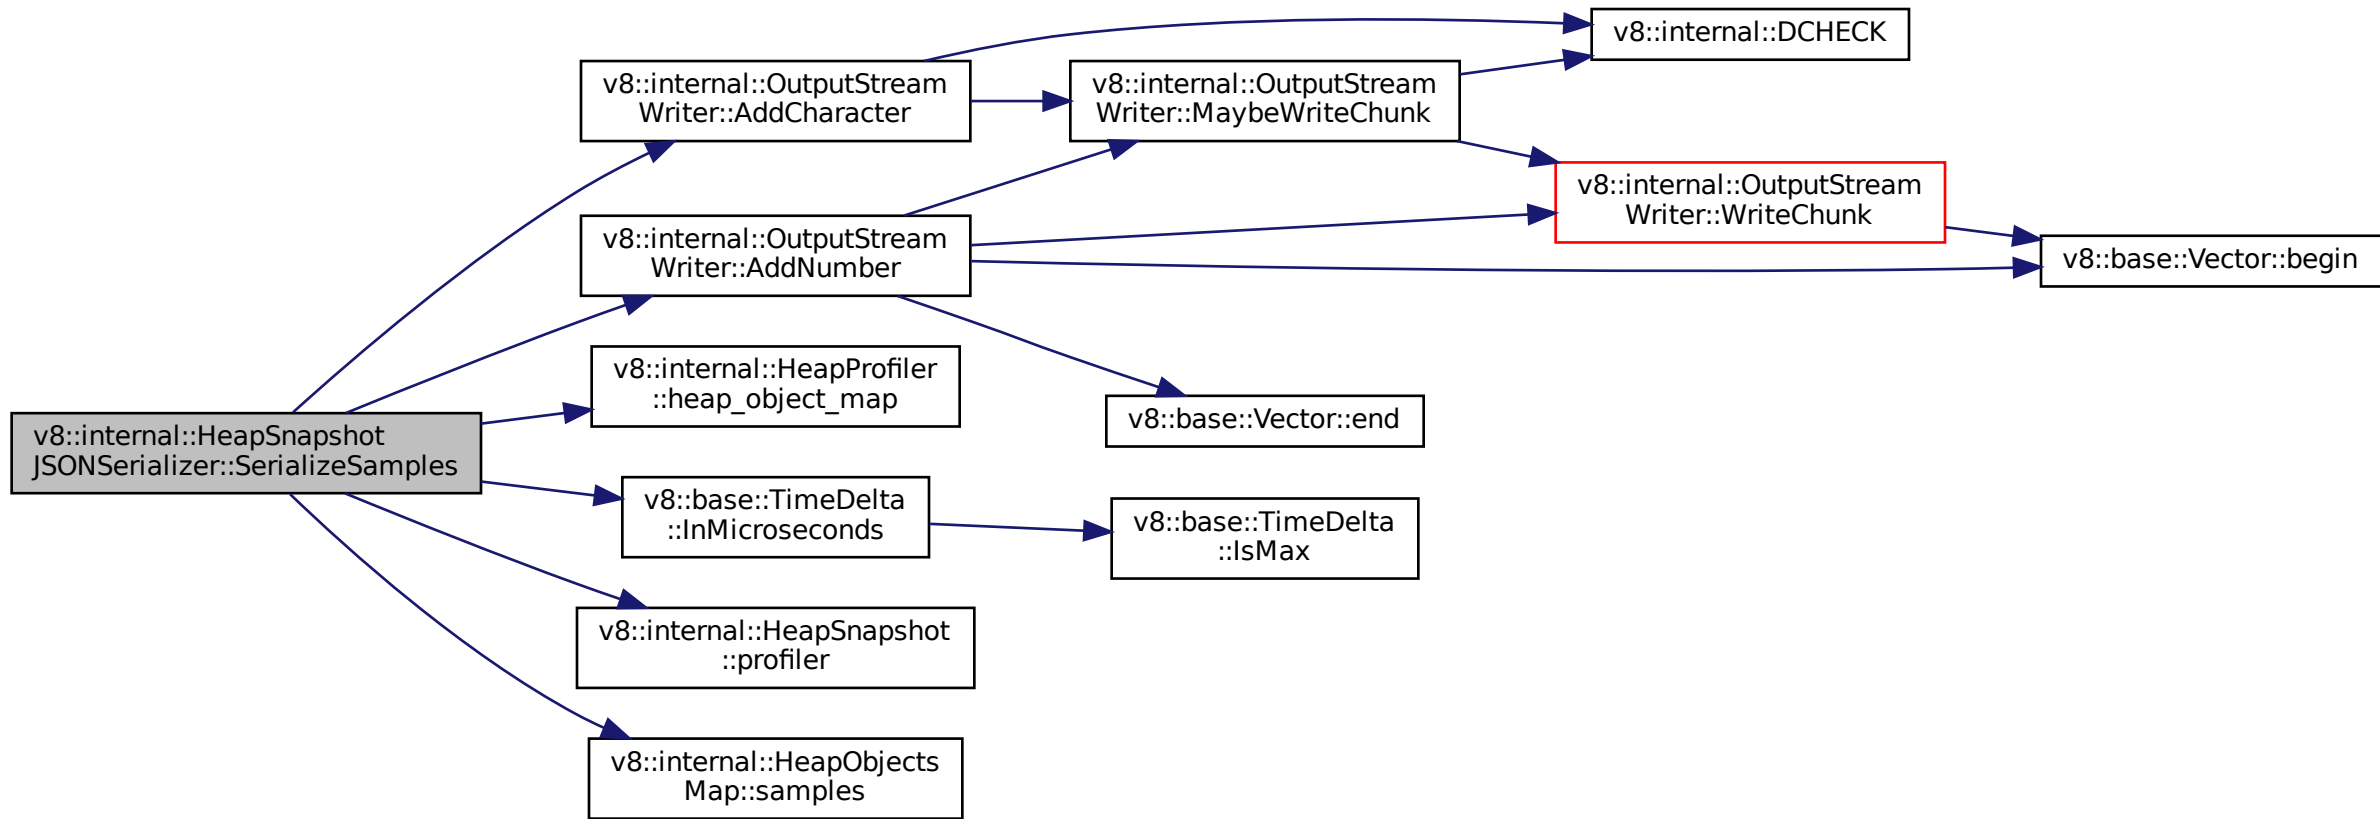 v8::internal::HeapSnapshot
JSONSerializer::SerializeSamples
v8::internal::OutputStream
Writer::AddCharacter
v8::internal::OutputStream
Writer::AddNumber
v8::internal::HeapProfiler
::heap_object_map
v8::base::TimeDelta
::InMicroseconds
v8::internal::HeapSnapshot
::profiler
v8::internal::HeapObjects
Map::samples
v8::internal::OutputStream
Writer::MaybeWriteChunk
v8::base::Vector::end
v8::base::TimeDelta
::IsMax
v8::internal::DCHECK
v8::internal::OutputStream
Writer::WriteChunk
v8::base::Vector::begin